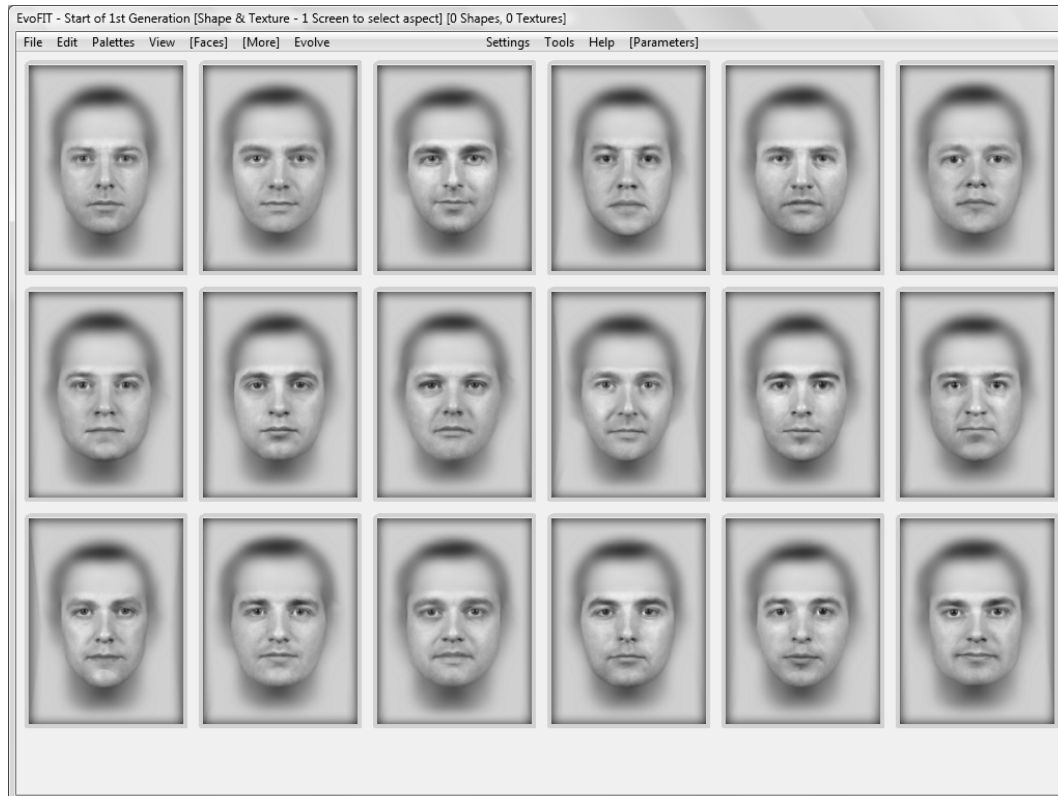 EvoFIT - Start of 1st Generation [Shape & Texture - 1 Screen to select aspect] [0 Shapes, 0 Textures]
File Edit Palettes View [Faces] [More] Evolve Settings Tools Help [Parameters]